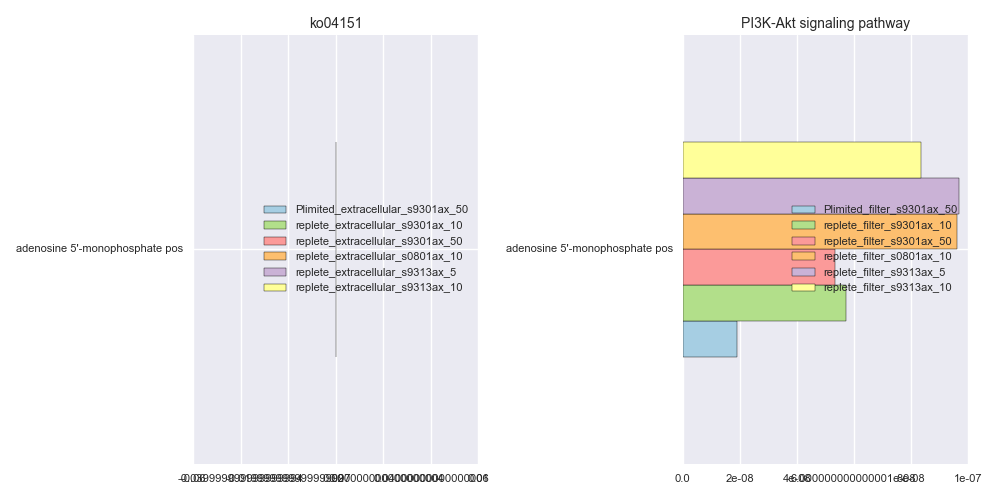 ko04151
adenosine 5'-monophosphate pos
Plimited_extracellular_s9301ax_50
replete_extracellular_s9301ax_10
replete_extracellular_s9301ax_50
replete_extracellular_s0801ax_10
replete_extracellular_s9313ax_5
replete_extracellular_s9313ax_10
PI3K-Akt signaling pathway
adenosine 5'-monophosphate pos
Plimited_filter_s9301ax_50
replete_filter_s9301ax_10
replete_filter_s9301ax_50
replete_filter_s0801ax_10
replete_filter_s9313ax_5
replete_filter_s9313ax_10
0.0 2e-08 1e-07